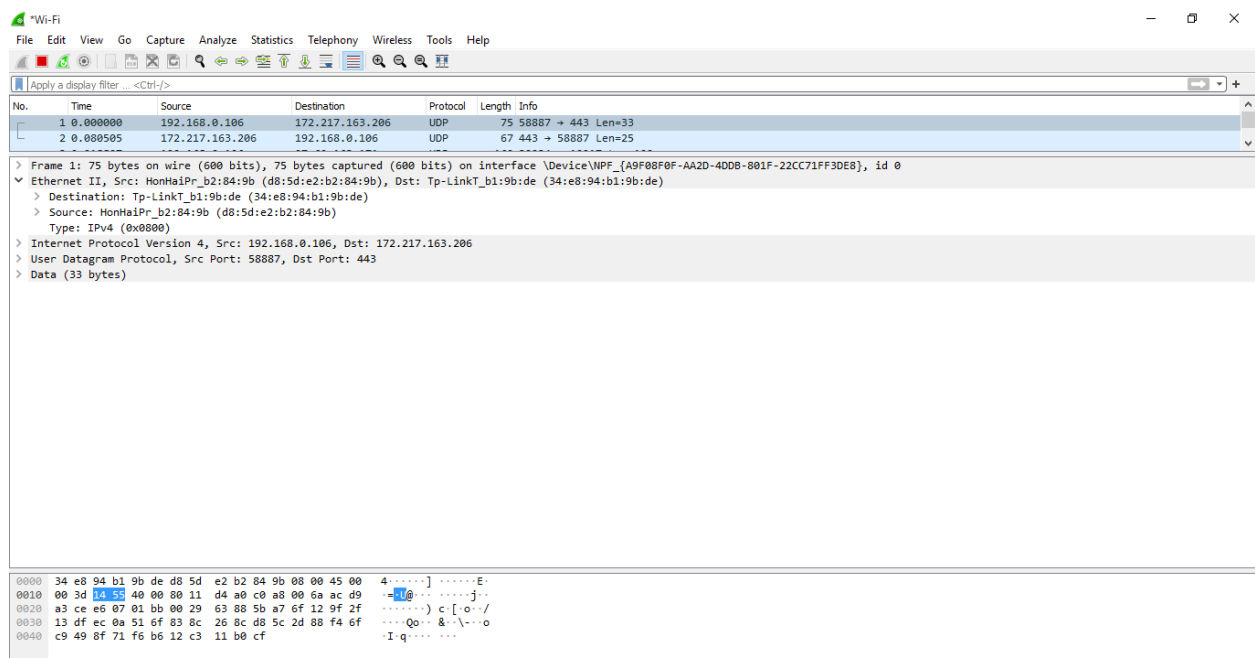 *Wi-Fi
File Edit View Go Capture Analyze Statistics Telephony Wireless Tools Help
Apply a display filter ... <Ctrl-/>
No. Time Source Destination Protocol Length Info
1 0.000000 192.168.0.106 172.217.163.206 UDP 75 58887 → 443 Len=33
2 0.080505 172.217.163.206 192.168.0.106 UDP 67 443 → 58887 Len=25
Frame 1: 75 bytes on wire (600 bits), 75 bytes captured (600 bits) on interface \Device\NPF_{A9F08F0F-AA2D-4DDB-801F-22CC71FF3DE8}, id 0
Ethernet II, Src: HonHaiPr_b2:84:9b (d8:5d:e2:b2:84:9b), Dst: Tp-LinkT_b1:9b:de (34:e8:94:b1:9b:de)
Destination: Tp-LinkT_b1:9b:de (34:e8:94:b1:9b:de)
Source: HonHaiPr_b2:84:9b (d8:5d:e2:b2:84:9b)
Type: IPv4 (0x0800)
Internet Protocol Version 4, Src: 192.168.0.106, Dst: 172.217.163.206
User Datagram Protocol, Src Port: 58887, Dst Port: 443
Data (33 bytes)
0000 34 e8 94 b1 9b de d8 5d e2 b2 84 9b 08 00 45 00 4······] ······E·
0010 00 3d 14 55 40 00 80 11 d4 a0 c0 a8 00 6a ac d9 ·=·U@··· ·····j··
0020 a3 ce e6 07 01 bb 00 29 63 88 5b a7 6f 12 9f 2f ·······) c·[·o··/
0030 13 df ec 0a 51 6f 83 8c 26 8c d8 5c 2d 88 f4 6f ····Qo·· &··\-··o
0040 c9 49 8f 71 f6 b6 12 c3 11 b0 cf ·I·q···· ···